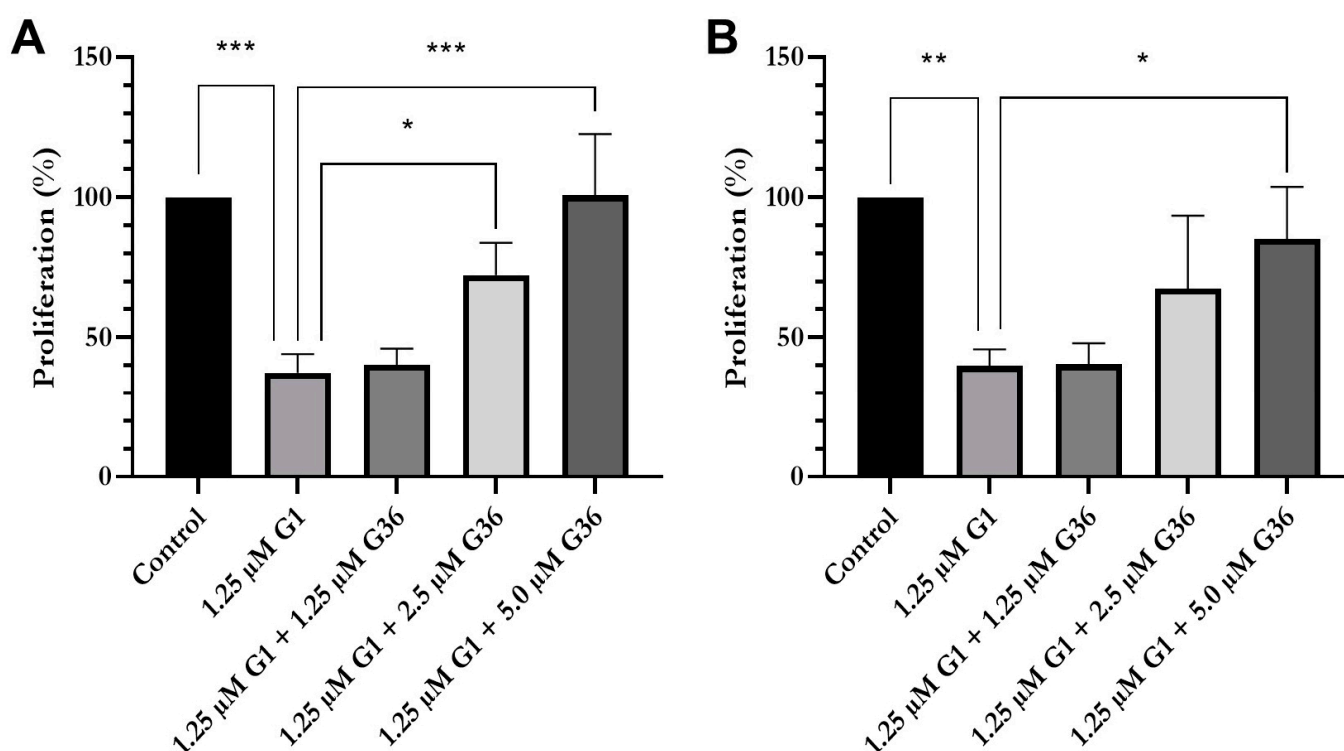 A
***
***
*
150
100
50
0
Proliferation (%)
Control
1.25 µM G1
1.25 µM G1 + 1.25 µM G36
1.25 µM G1 + 2.5 µM G36
1.25 µM G1 + 5.0 µM G36
B
**
*
150
100
50
0
Proliferation (%)
Control
1.25 µM G1
1.25 µM G1 + 1.25 µM G36
1.25 µM G1 + 2.5 µM G36
1.25 µM G1 + 5.0 µM G36